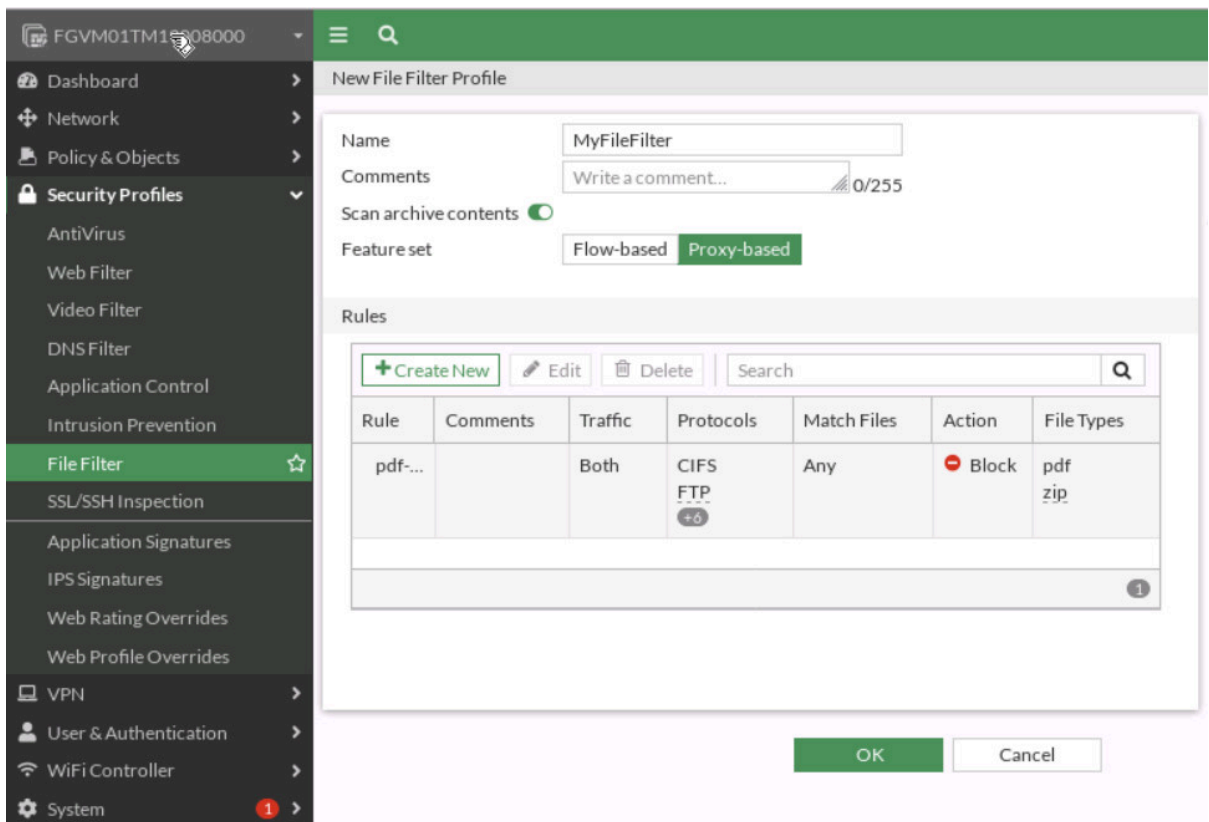 FGVM01TM1 08000
New File Filter Profile
Dashboard
Network
Policy & Objects
Security Profiles
AntiVirus
Web Filter
Video Filter
DNS Filter
Application Control
Intrusion Prevention
File Filter
SSL/SSH Inspection
Application Signatures
IPS Signatures
Web Rating Overrides
Web Profile Overrides
VPN
User & Authentication
WiFi Controller
System 1
Name MyFileFilter
Comments Write a comment... 0/255
Scan archive contents
Feature set Flow-based Proxy-based
Rules
+ Create New Edit Delete Search
Rule Comments Traffic Protocols Match Files Action File Types
pdf-... Both CIFS Any Block pdf
FTP zip
+6
1
OK Cancel